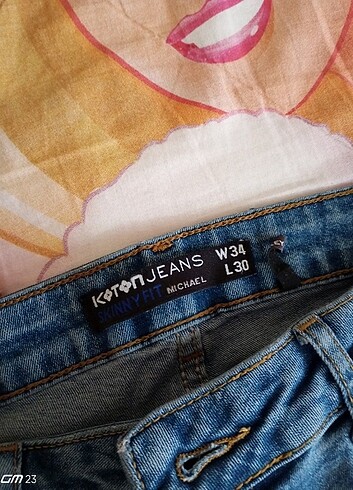 KOTON JEANS
SKINNY FIT MICHAEL
W34
L30
GM 23